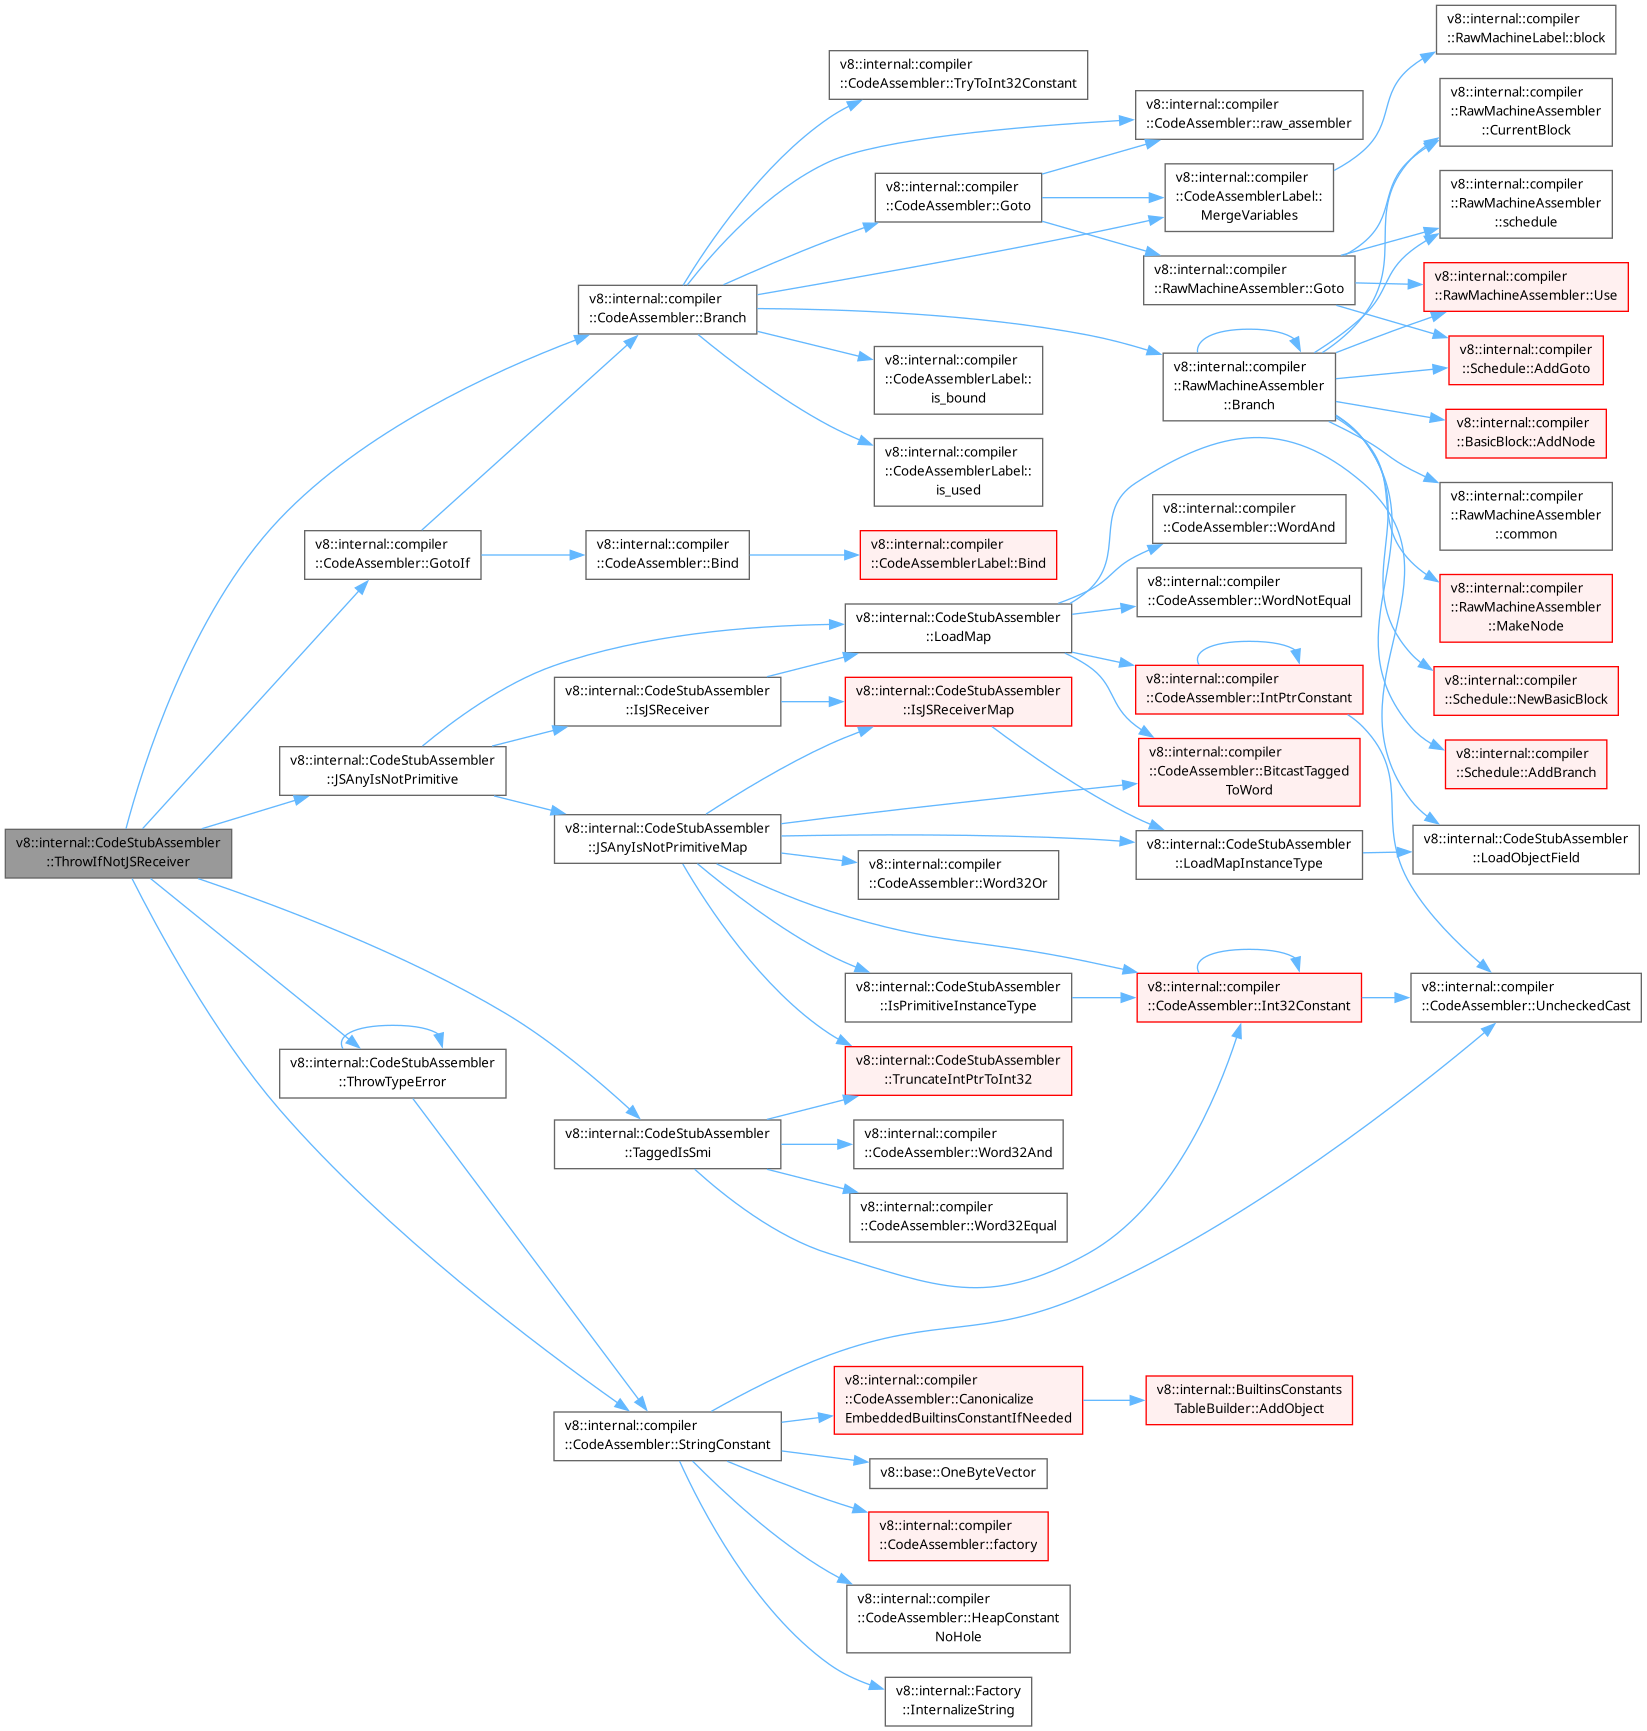 v8::internal::CodeStubAssembler
::ThrowIfNotJSReceiver
v8::internal::compiler
::CodeAssembler::Branch
v8::internal::compiler
::CodeAssembler::GotoIf
v8::internal::CodeStubAssembler
::JSAnyIsNotPrimitive
v8::internal::CodeStubAssembler
::ThrowTypeError
v8::internal::compiler
::CodeAssembler::Bind
v8::internal::CodeStubAssembler
::IsJSReceiver
v8::internal::CodeStubAssembler
::JSAnyIsNotPrimitiveMap
v8::internal::CodeStubAssembler
::TaggedIsSmi
v8::internal::compiler
::CodeAssembler::StringConstant
v8::internal::compiler
::CodeAssembler::TryToInt32Constant
v8::internal::compiler
::CodeAssembler::Goto
v8::internal::compiler
::CodeAssemblerLabel::
is_bound
v8::internal::compiler
::CodeAssemblerLabel::
is_used
v8::internal::compiler
::CodeAssemblerLabel::Bind
v8::internal::CodeStubAssembler
::LoadMap
v8::internal::CodeStubAssembler
::IsJSReceiverMap
v8::internal::compiler
::CodeAssembler::Word32Or
v8::internal::CodeStubAssembler
::IsPrimitiveInstanceType
v8::internal::CodeStubAssembler
::TruncateIntPtrToInt32
v8::internal::compiler
::CodeAssembler::Word32And
v8::internal::compiler
::CodeAssembler::Word32Equal
v8::internal::compiler
::CodeAssembler::Canonicalize
EmbeddedBuiltinsConstantIfNeeded
v8::base::OneByteVector
v8::internal::compiler
::CodeAssembler::factory
v8::internal::compiler
::CodeAssembler::HeapConstant
NoHole
v8::internal::Factory
::InternalizeString
v8::internal::compiler
::CodeAssembler::raw_assembler
v8::internal::compiler
::CodeAssemblerLabel::
MergeVariables
v8::internal::compiler
::RawMachineAssembler::Goto
v8::internal::compiler
::RawMachineAssembler
::Branch
v8::internal::compiler
::CodeAssembler::WordAnd
v8::internal::compiler
::CodeAssembler::WordNotEqual
v8::internal::compiler
::CodeAssembler::IntPtrConstant
v8::internal::compiler
::CodeAssembler::BitcastTagged
ToWord
v8::internal::CodeStubAssembler
::LoadMapInstanceType
v8::internal::compiler
::CodeAssembler::Int32Constant
v8::internal::BuiltinsConstants
TableBuilder::AddObject
v8::internal::compiler
::RawMachineLabel::block
v8::internal::compiler
::RawMachineAssembler
::CurrentBlock
v8::internal::compiler
::RawMachineAssembler
::schedule
v8::internal::compiler
::RawMachineAssembler::Use
v8::internal::compiler
::Schedule::AddGoto
v8::internal::compiler
::BasicBlock::AddNode
v8::internal::compiler
::RawMachineAssembler
::common
v8::internal::compiler
::RawMachineAssembler
::MakeNode
v8::internal::compiler
::Schedule::NewBasicBlock
v8::internal::compiler
::Schedule::AddBranch
v8::internal::CodeStubAssembler
::LoadObjectField
v8::internal::compiler
::CodeAssembler::UncheckedCast